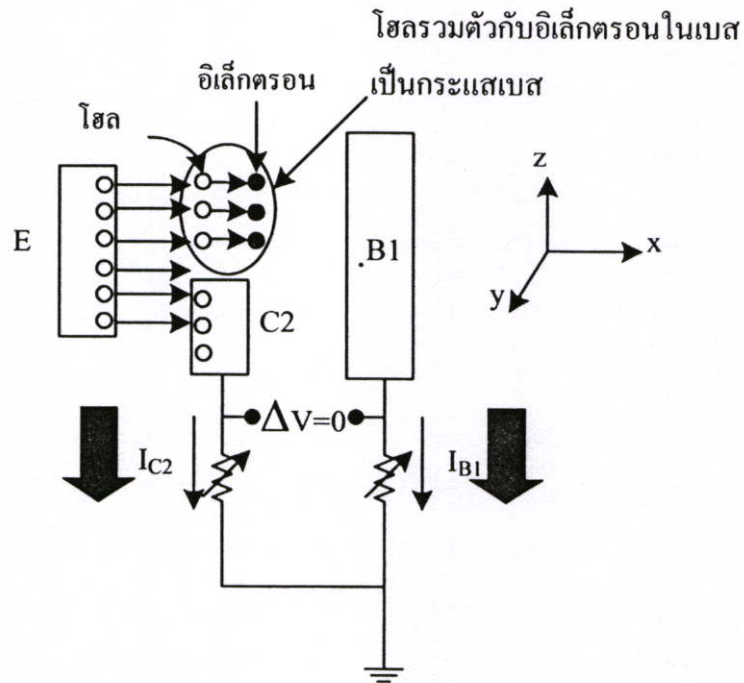 โฮลรวมตัวกับอิเล็กตรอนในเบส
เป็นกระแสเบส
อิเล็กตรอน
โฮล
E
C2
.B1
z
x
y
ΔV=0
I_C2
I_B1